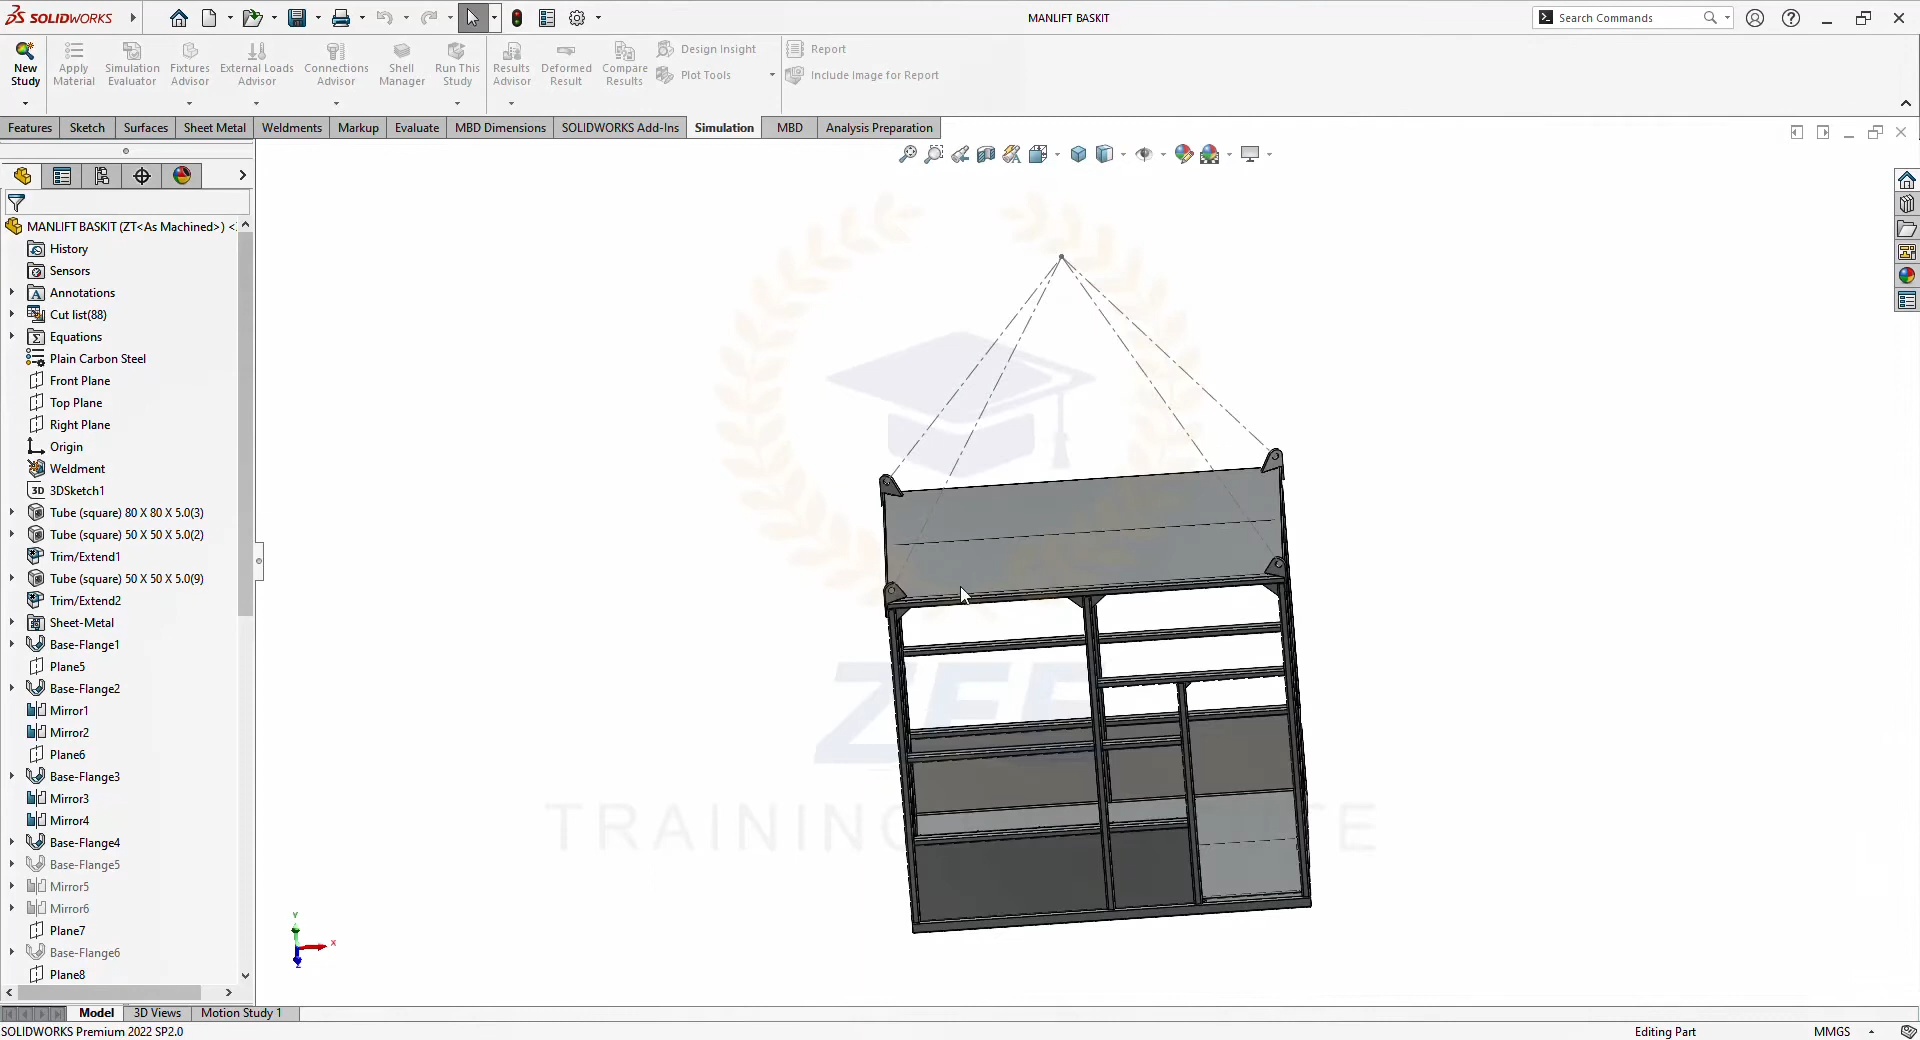 SOLIDWORKS
MANLIFT BASKIT
Search Commands
New Study
Apply Material
Simulation Evaluator
Fixtures Advisor
External Loads Advisor
Connections Advisor
Shell Manager
Run This Study
Results Advisor
Deformed Result
Compare Results
Design Insight
Plot Tools
Report
Include Image for Report
Features
Sketch
Surfaces
Sheet Metal
Weldments
Markup
Evaluate
MBD Dimensions
SOLIDWORKS Add-Ins
Simulation
MBD
Analysis Preparation
MANLIFT BASKIT (ZT<As Machined>) <
History
Sensors
Annotations
Cut list(88)
Equations
Plain Carbon Steel
Front Plane
Top Plane
Right Plane
Origin
Weldment
3D 3DSketch1
Tube (square) 80 X 80 X 5.0(3)
Tube (square) 50 X 50 X 5.0(2)
Trim/Extend1
Tube (square) 50 X 50 X 5.0(9)
Trim/Extend2
Sheet-Metal
Base-Flange1
Plane5
Base-Flange2
Mirror1
Mirror2
Plane6
Base-Flange3
Mirror3
Mirror4
Base-Flange4
Base-Flange5
Mirror5
Mirror6
Plane7
Base-Flange6
Plane8
Y
X
Z
Model
3D Views
Motion Study 1
SOLIDWORKS Premium 2022 SP2.0
Editing Part
MMGS